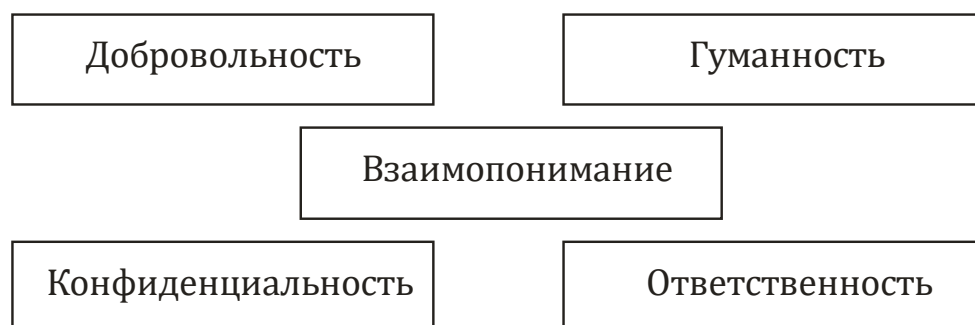 Добровольность
Гуманность
Взаимопонимание
Конфиденциальность
Ответственность